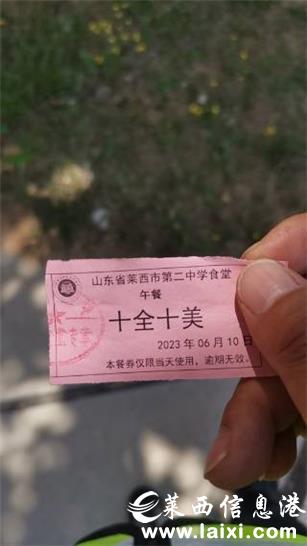 山东省莱西市第二中学食堂
午餐
十全十美
2023 年 06 月 10 日
本餐券仅限当天使用，逾期无效。
莱西信息港
www.laixi.com